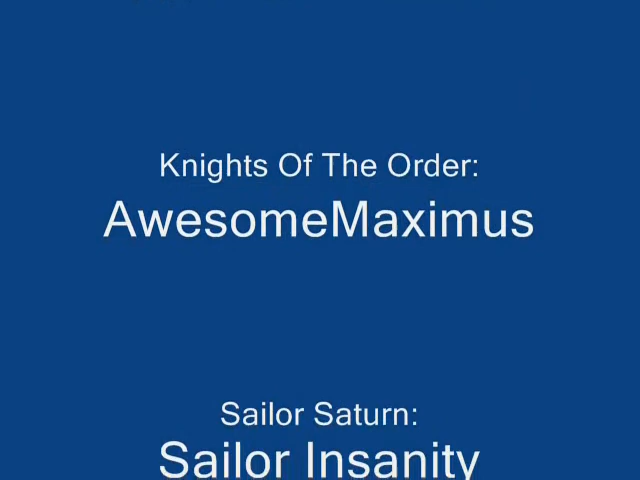 Knights Of The Order:
AwesomeMaximus
Sailor Saturn:
Sailor Insanity